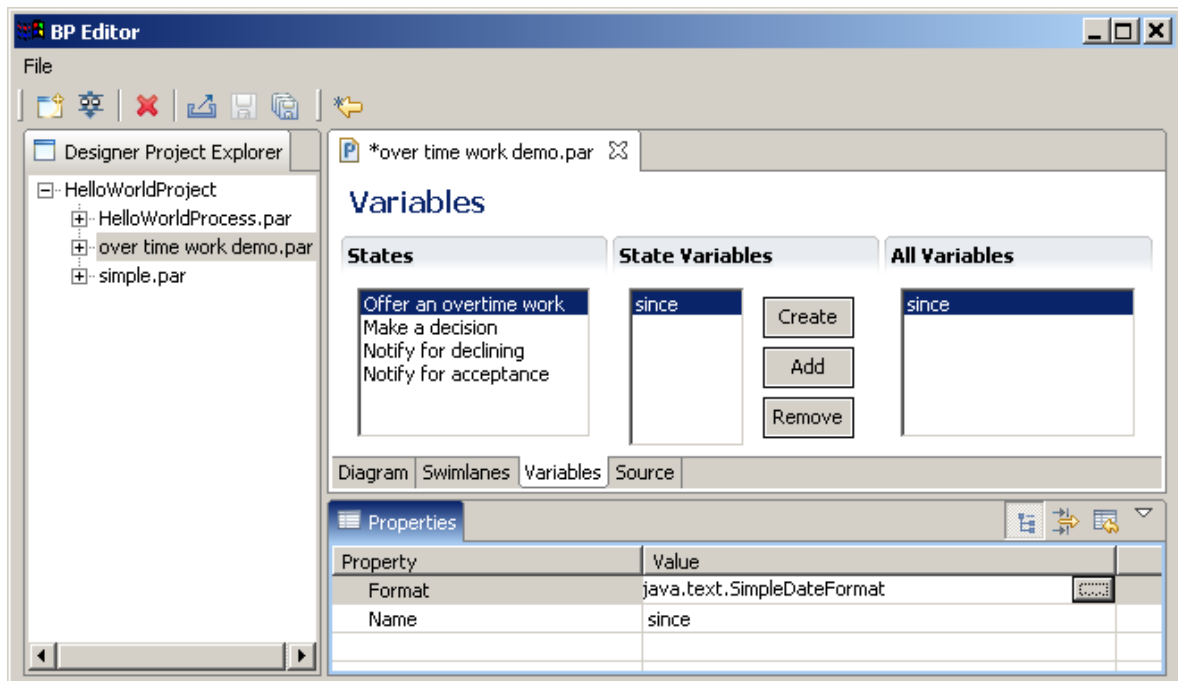 BP Editor
File
Designer Project Explorer
HelloWorldProject
HelloWorldProcess.par
over time work demo.par
simple.par
*over time work demo.par
Variables
States
Offer an overtime work
Make a decision
Notify for declining
Notify for acceptance
State Variables
since
Create
Add
Remove
All Variables
since
Diagram Swimlanes Variables Source
Properties
Property Value
Format java.text.SimpleDateFormat ...
Name since